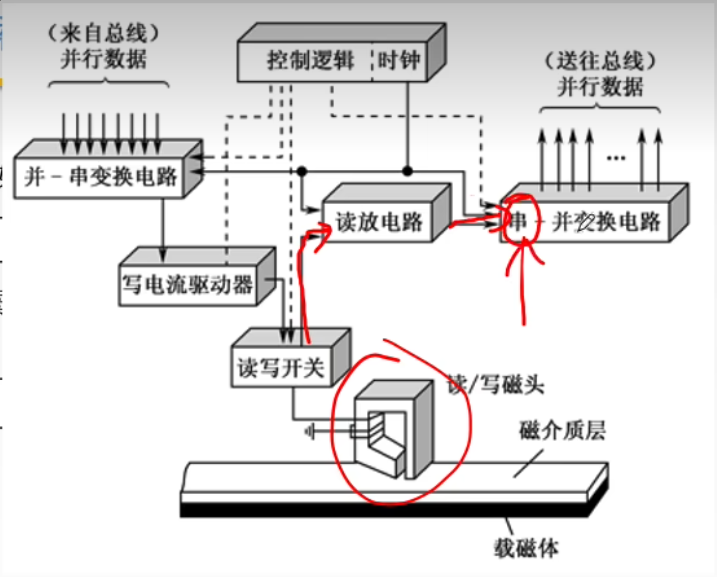 （来自总线）
并行数据
控制逻辑
时钟
（送往总线）
并行数据
并-串变换电路
读放电路
串-并变换电路
写电流驱动器
读写开关
读/写磁头
磁介质层
载磁体